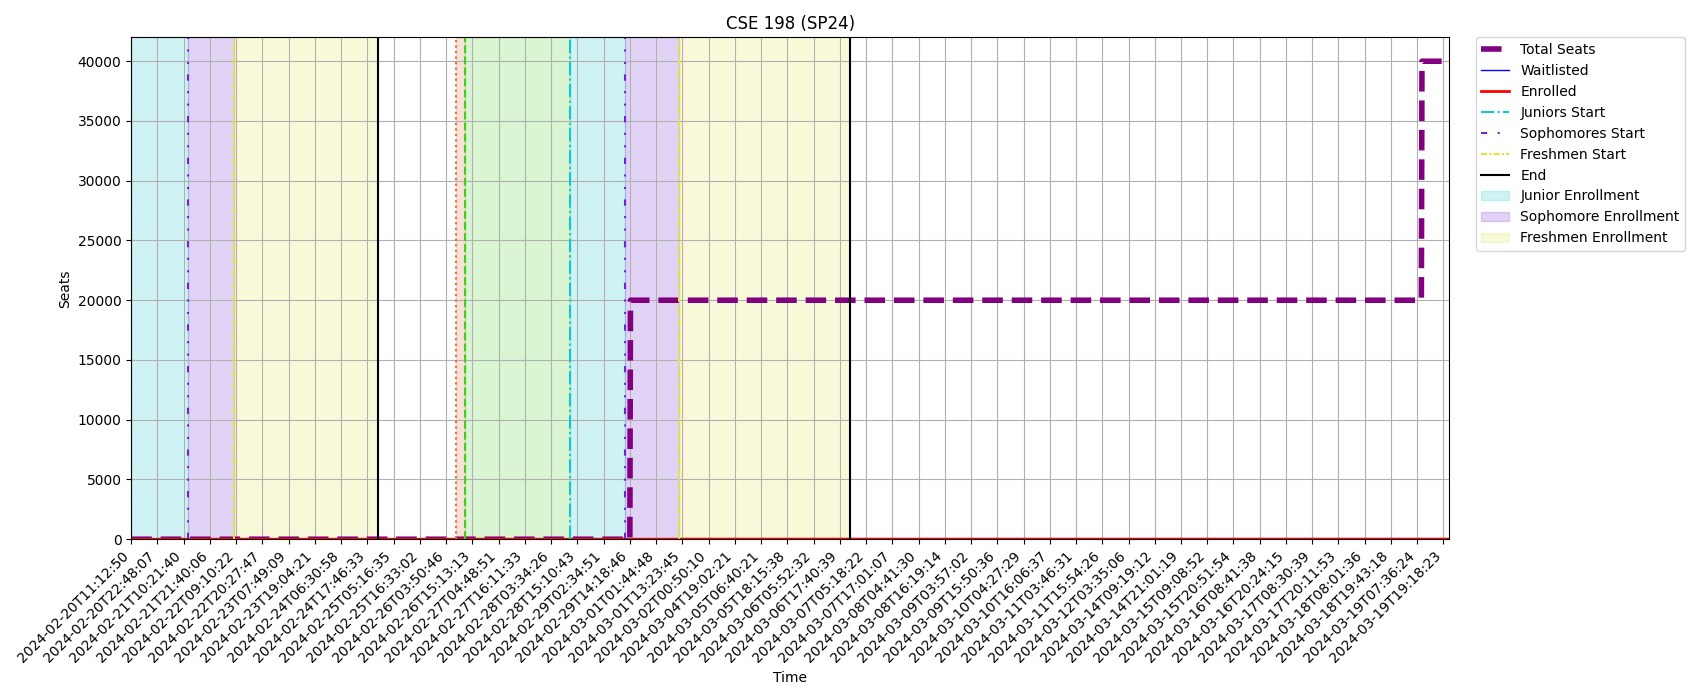 CSE 198 (SP24)
40000
35000
30000
25000
20000
15000
10000
5000
0
Seats
2024-02-20T11:12:50
2024-02-20T22:48:07
2024-02-21T10:21:40
2024-02-21T21:40:06
2024-02-22T09:10:22
2024-02-22T20:27:47
2024-02-23T07:49:09
2024-02-23T19:04:21
2024-02-24T06:30:58
2024-02-24T17:46:33
2024-02-25T05:16:35
2024-02-25T16:33:02
2024-02-26T03:50:46
2024-02-26T15:13:13
2024-02-27T04:48:51
2024-02-27T16:11:33
2024-02-28T03:34:26
2024-02-28T15:10:43
2024-02-29T02:34:51
2024-02-29T14:18:46
2024-03-01T01:44:48
2024-03-01T13:23:45
2024-03-02T00:50:10
2024-03-04T19:02:21
2024-03-05T06:40:21
2024-03-05T18:15:38
2024-03-06T05:52:32
2024-03-06T17:40:39
2024-03-07T05:18:22
2024-03-07T17:01:07
2024-03-08T04:41:30
2024-03-08T16:19:14
2024-03-09T03:57:02
2024-03-09T15:50:36
2024-03-10T04:27:29
2024-03-10T16:06:37
2024-03-11T03:46:31
2024-03-11T15:54:26
2024-03-12T03:35:06
2024-03-14T09:19:12
2024-03-14T21:01:19
2024-03-15T09:08:52
2024-03-15T20:51:54
2024-03-16T08:41:38
2024-03-16T20:24:15
2024-03-17T08:30:39
2024-03-17T20:11:53
2024-03-18T08:01:36
2024-03-18T19:43:18
2024-03-19T07:36:24
2024-03-19T19:18:23
Time
Total Seats
Waitlisted
Enrolled
Juniors Start
Sophomores Start
Freshmen Start
End
Junior Enrollment
Sophomore Enrollment
Freshmen Enrollment